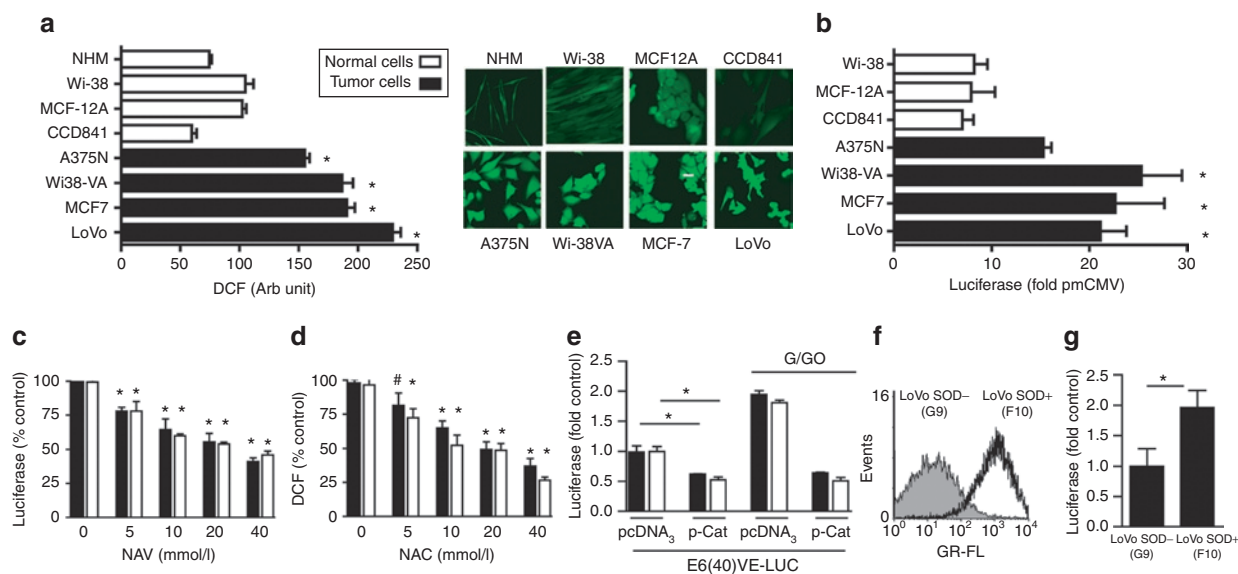 a
NHM
Wi-38
MCF-12A
CCD841
A375N
Wi38-VA
MCF7
LoVo
*
*
*
*
0 50 100 150 200 250
DCF (Arb unit)
Normal cells
Tumor cells
NHM Wi-38 MCF12A CCD841
A375N Wi-38VA MCF-7 LoVo
b
Wi-38
MCF-12A
CCD841
A375N
Wi38-VA
MCF7
LoVo
*
*
*
0 10 20 30
Luciferase (fold pmCMV)
c
Luciferase (% control)
100
75
50
25
0
* * * * * * * *
0 5 10 20 40
NAV (mmol/l)
d
DCF (% control)
100
75
50
25
0
# * * * * * * *
0 5 10 20 40
NAC (mmol/l)
e
Luciferase (fold control)
2.5
2.0
1.5
1.0
0.5
0.0
G/GO
*
*
pcDNA3 p-Cat pcDNA3 p-Cat
E6(40)VE-LUC
f
Events
16
0
LoVo SOD– LoVo SOD+
(G9) (F10)
10^0 10^1 10^2 10^3 10^4
GR-FL
g
Luciferase (fold control)
2.5
2.0
1.5
1.0
0.5
0.0
*
LoVo SOD– LoVo SOD+
(G9) (F10)